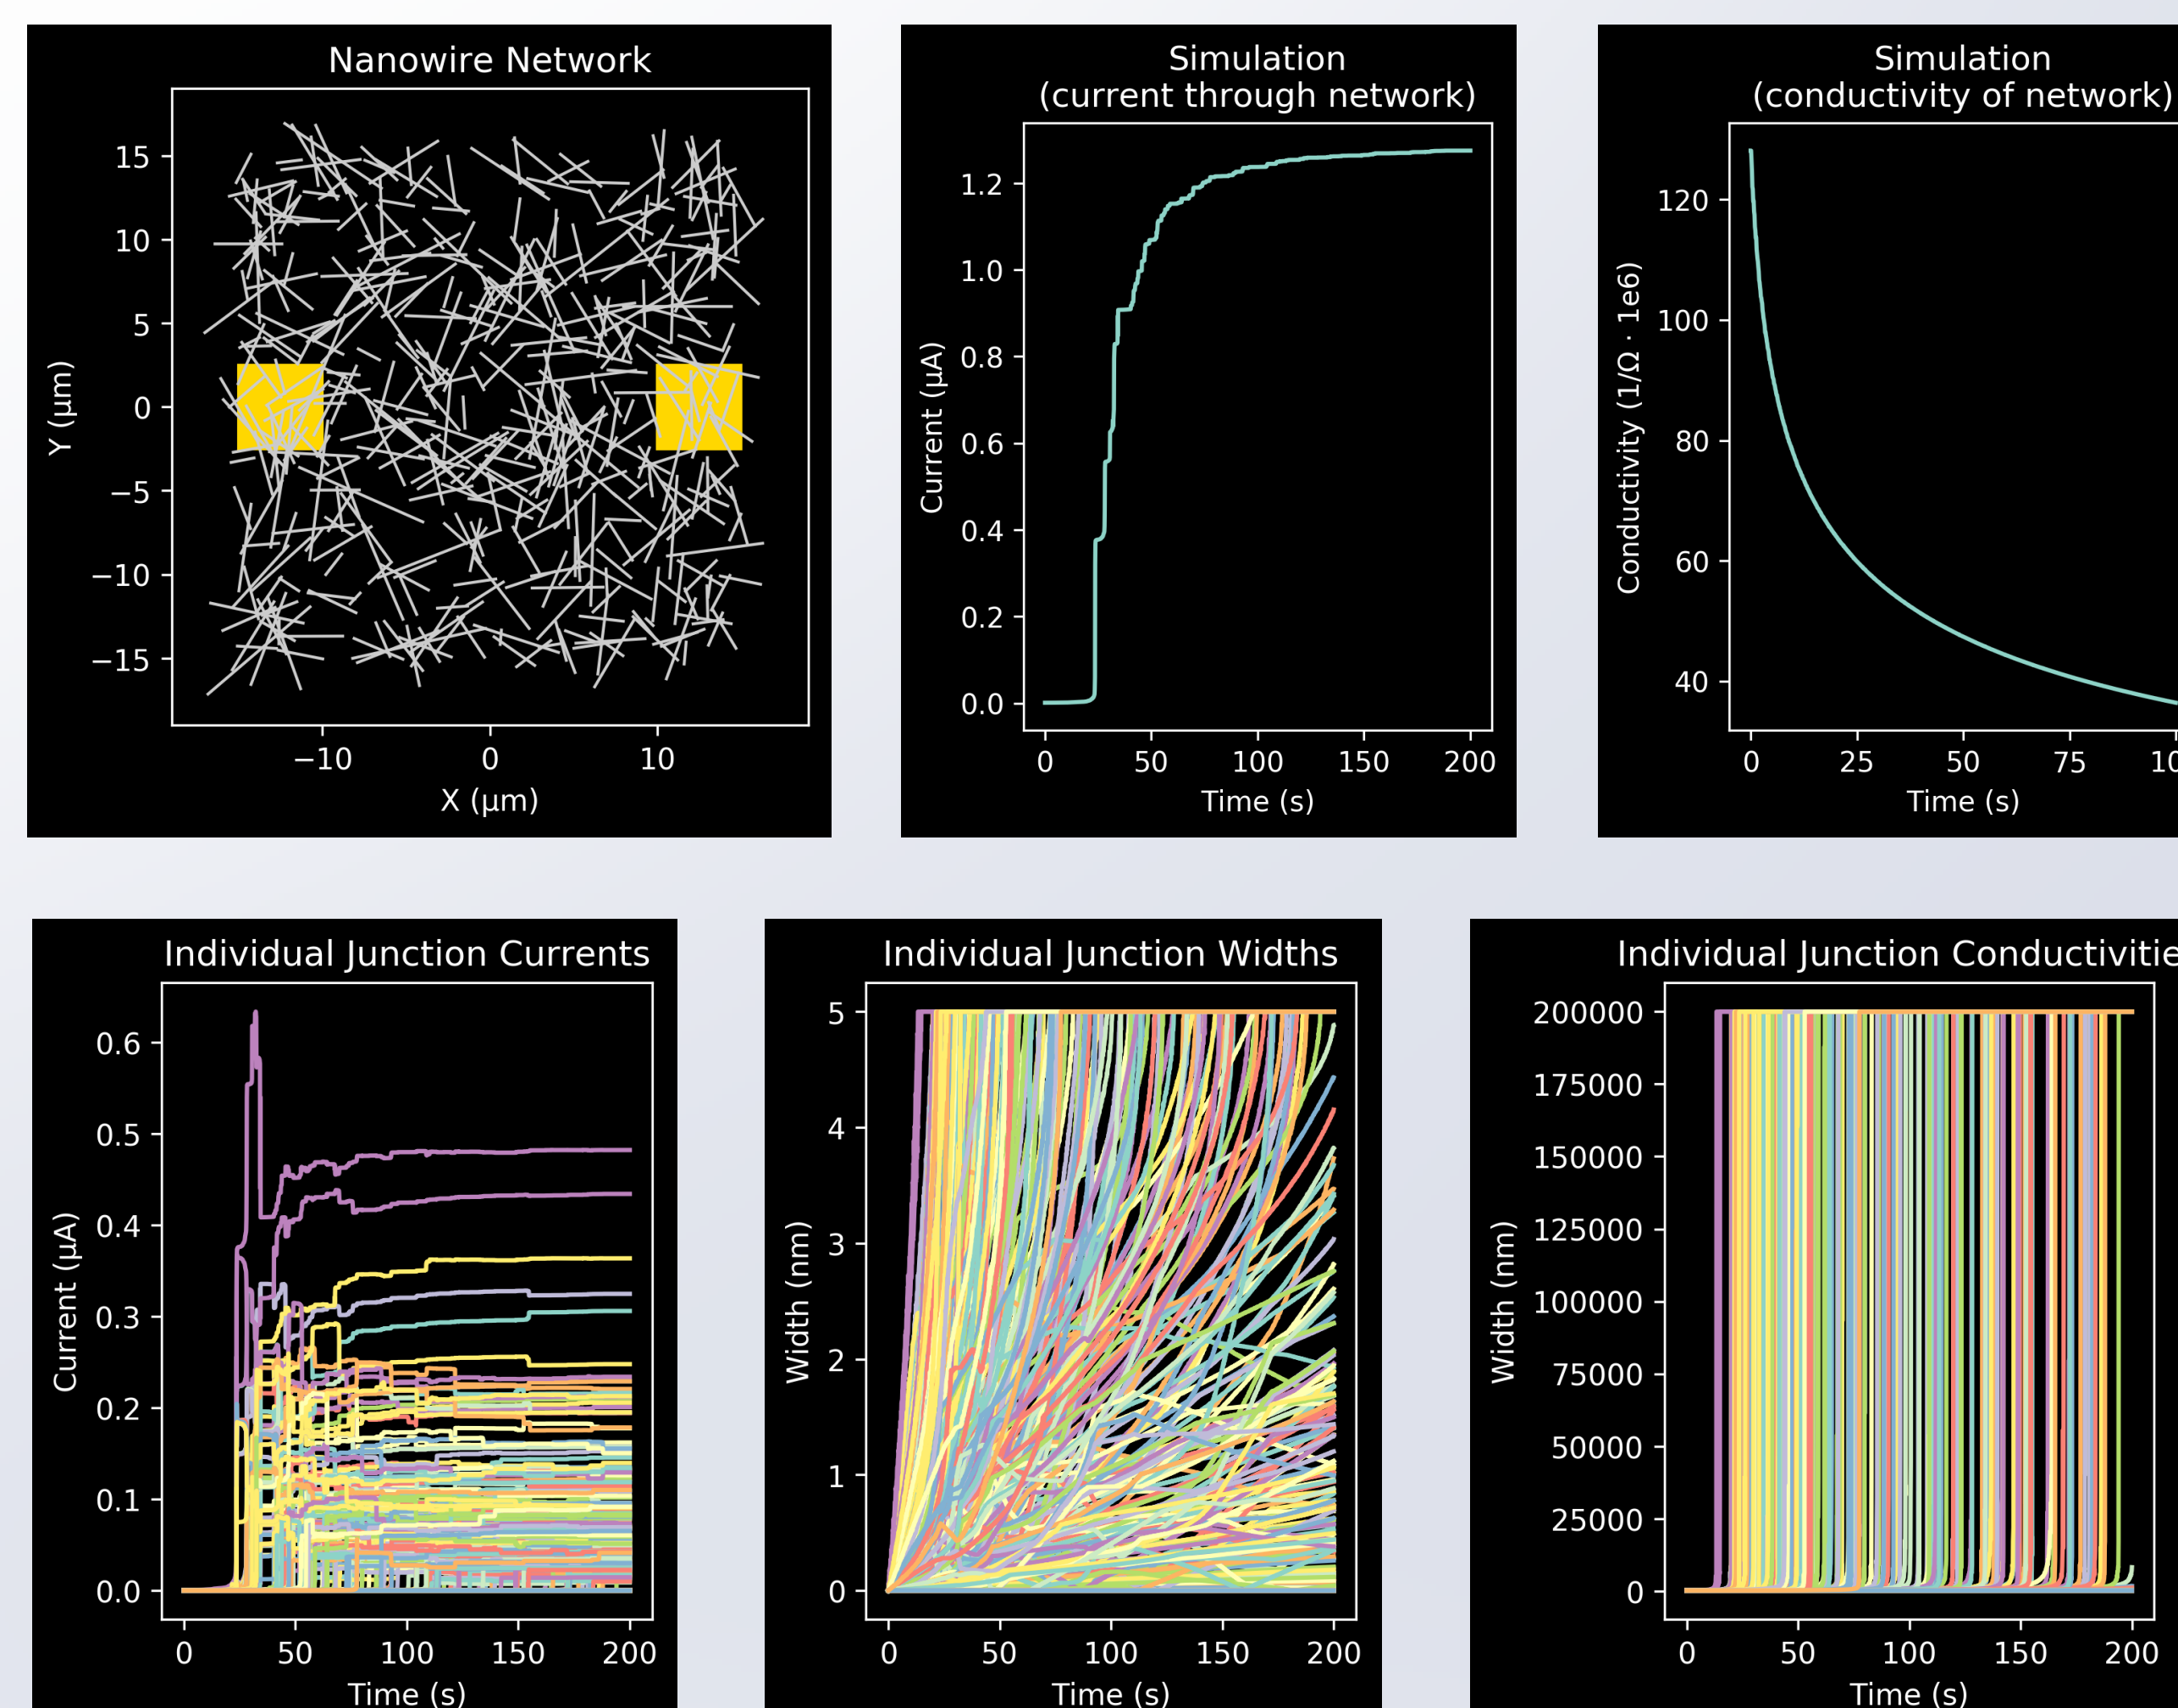 Nanowire Network
15
10
5
0
−5
−10
−15
Y (μm)
−10 0 10
X (μm)
Simulation
(current through network)
1.2
1.0
0.8
0.6
0.4
0.2
0.0
Current (μA)
0 50 100 150 200
Time (s)
Simulation
(conductivity of network)
120
100
80
60
40
Conductivity (1/Ω · 1e6)
0 25 50 75 10
Time (s)
Individual Junction Currents
0.6
0.5
0.4
0.3
0.2
0.1
0.0
Current (μA)
0 50 100 150 200
Time (s)
Individual Junction Widths
5
4
3
2
1
0
Width (nm)
0 50 100 150 200
Time (s)
Individual Junction Conductivitie
200000
175000
150000
125000
100000
75000
50000
25000
0
Width (nm)
0 50 100 150 200
Time (s)